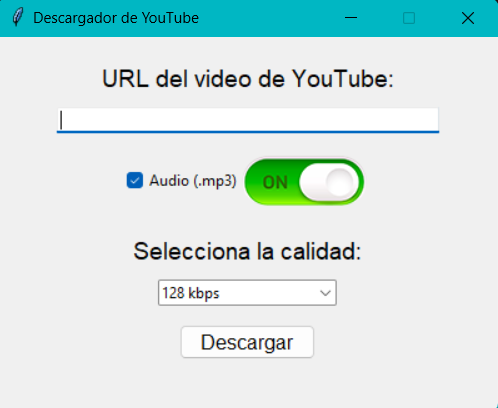 Descargador de YouTube
URL del video de YouTube:
Audio (.mp3) ON
Selecciona la calidad:
128 kbps
Descargar